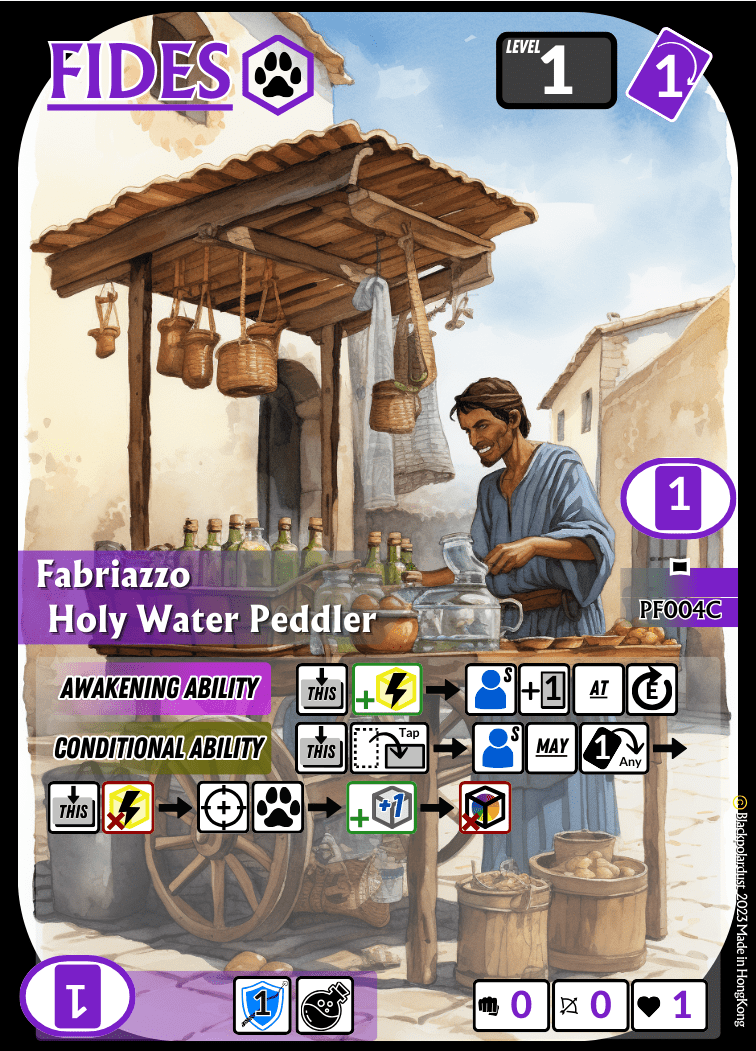 FIDES
LEVEL 1
1
1
Fabriazzo
Holy Water Peddler
PF004C
AWAKENING ABILITY THIS + S +1 AT E
CONDITIONAL ABILITY THIS Tap S MAY 1 Any
THIS +1
+
1
1
0 0 1
© Blackpolardust 2023 Made in HongKong